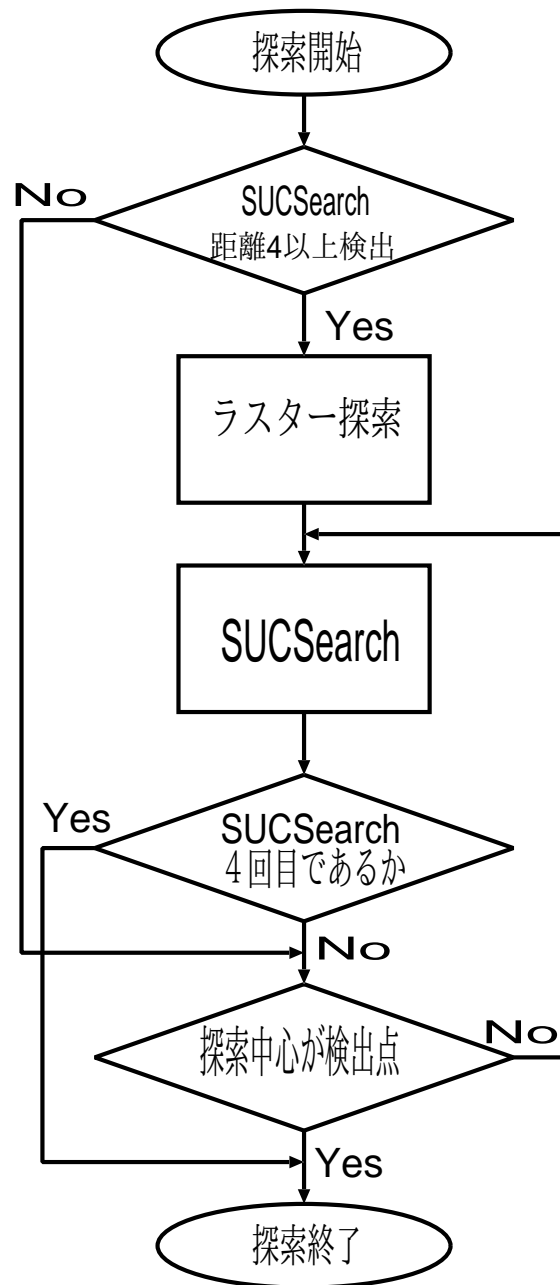 探索開始
No
SUCSearch
距離4以上検出
Yes
ラスター探索
SUCSearch
Yes
SUCSearch
４回目であるか
No
探索中心が検出点
No
Yes
探索終了